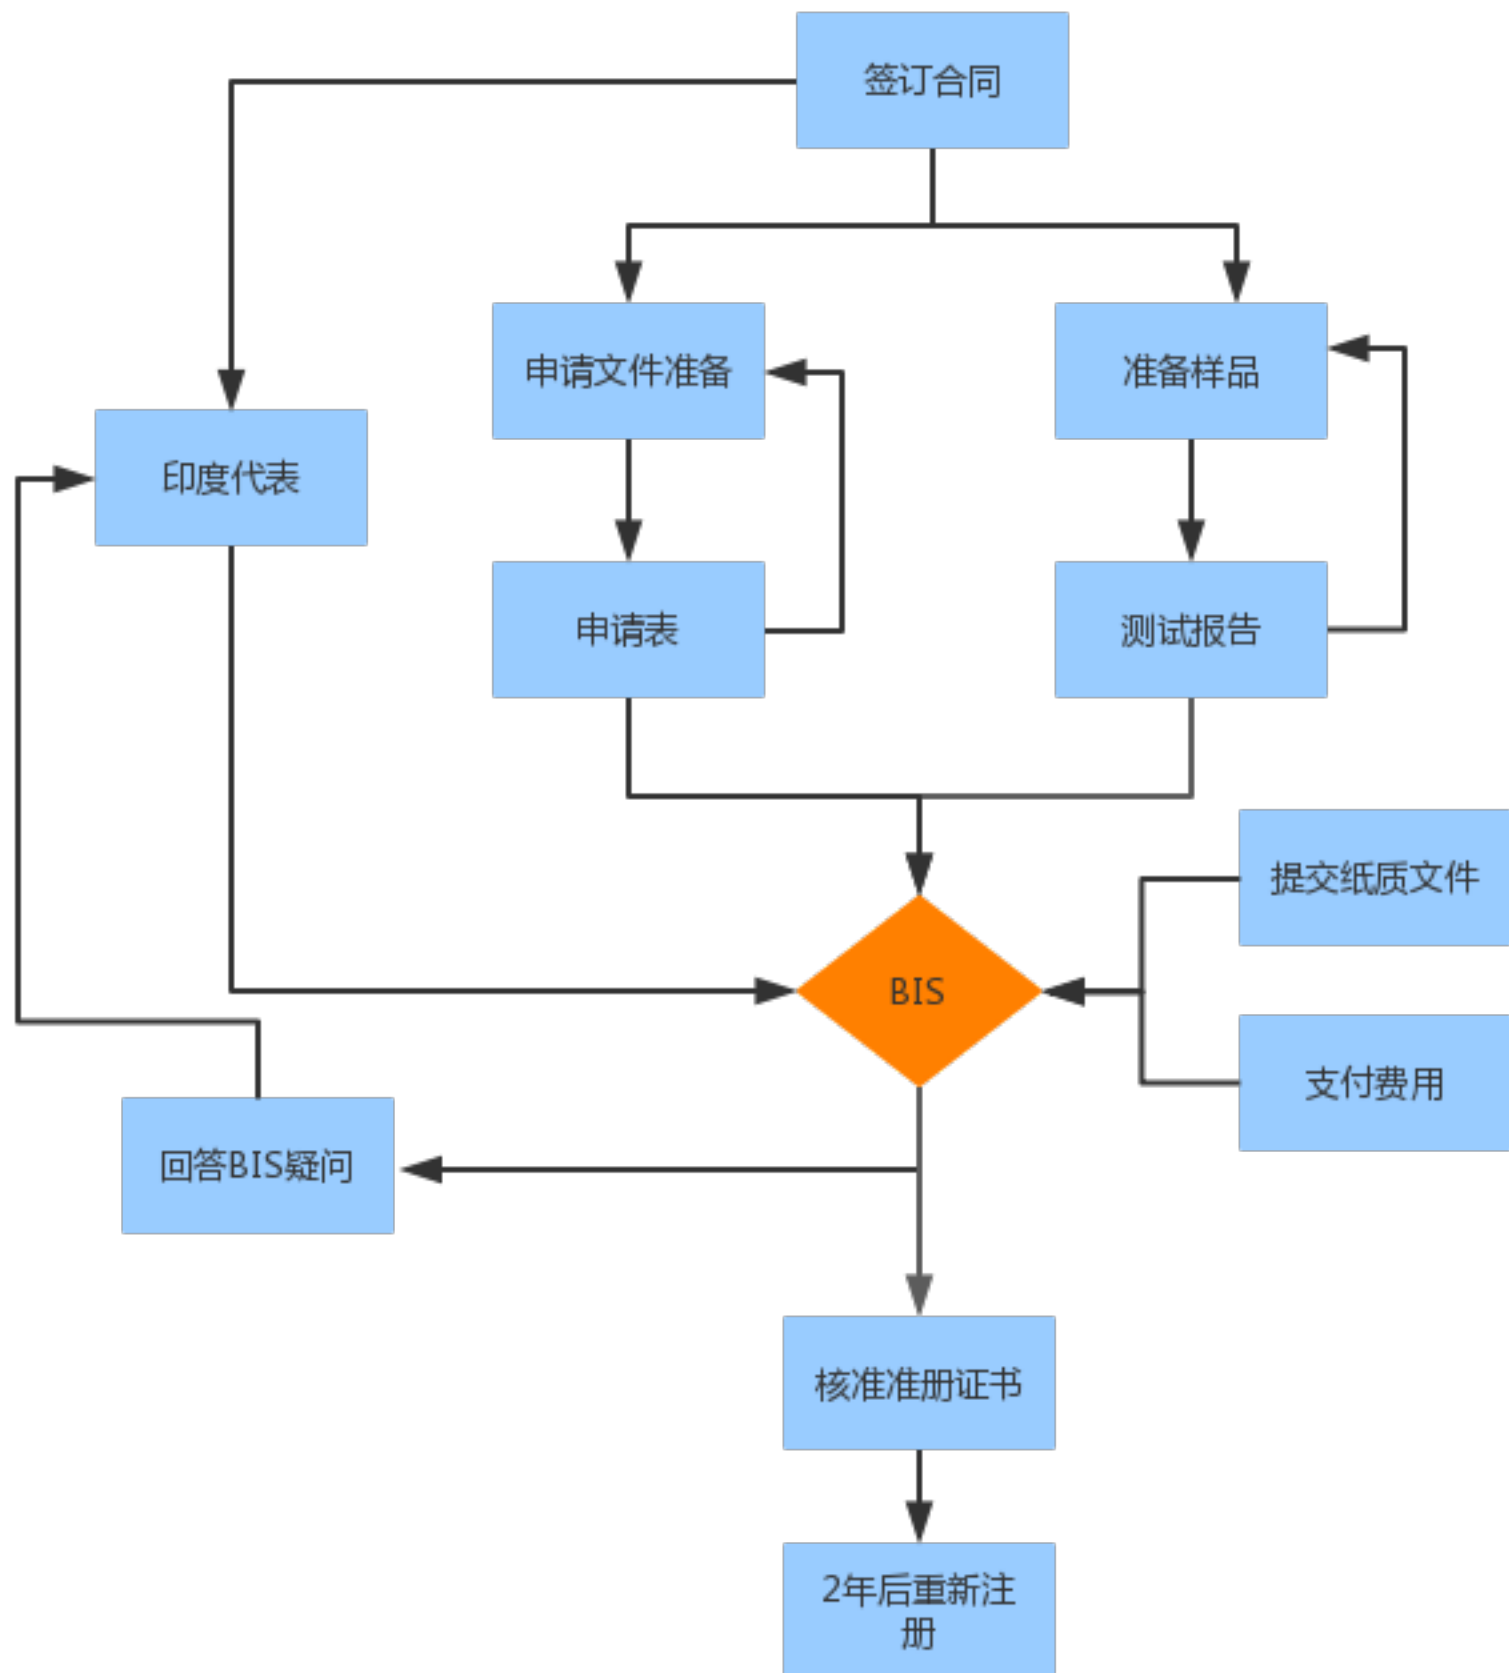 签订合同
申请文件准备
准备样品
印度代表
申请表
测试报告
提交纸质文件
BIS
支付费用
回答BIS疑问
核准准册证书
2年后重新注
册